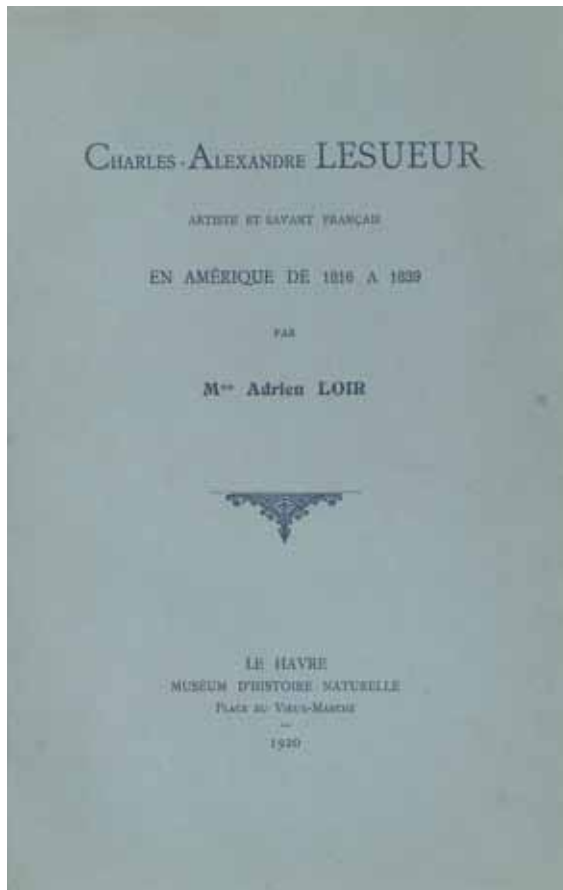 CHARLES-ALEXANDRE LESUEUR
ARTISTE ET SAVANT FRANÇAIS
EN AMÉRIQUE DE 1816 A 1839
PAR
Mme Adrien LOIR
LE HAVRE
MUSÉUM D'HISTOIRE NATURELLE
PLACE DU VIEUX-MARCHÉ
1920